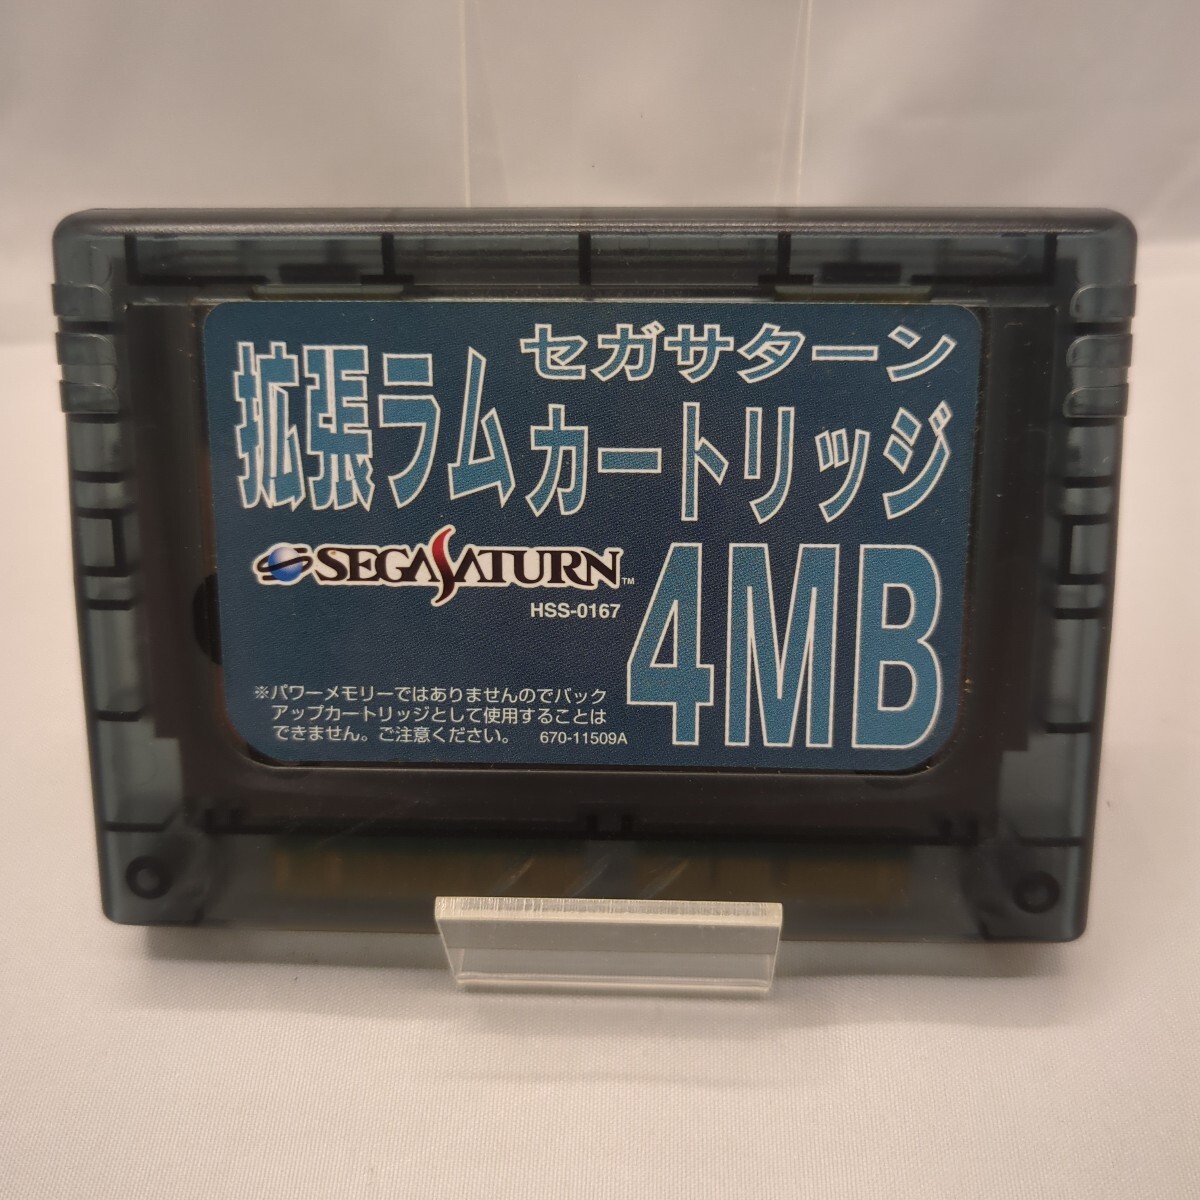 セガサターン
拡張ラムカートリッジ
SEGA SATURN™
HSS-0167
4MB
※パワーメモリーではありませんのでバック
アップカートリッジとして使用することは
できません。ご注意ください。 670-11509A